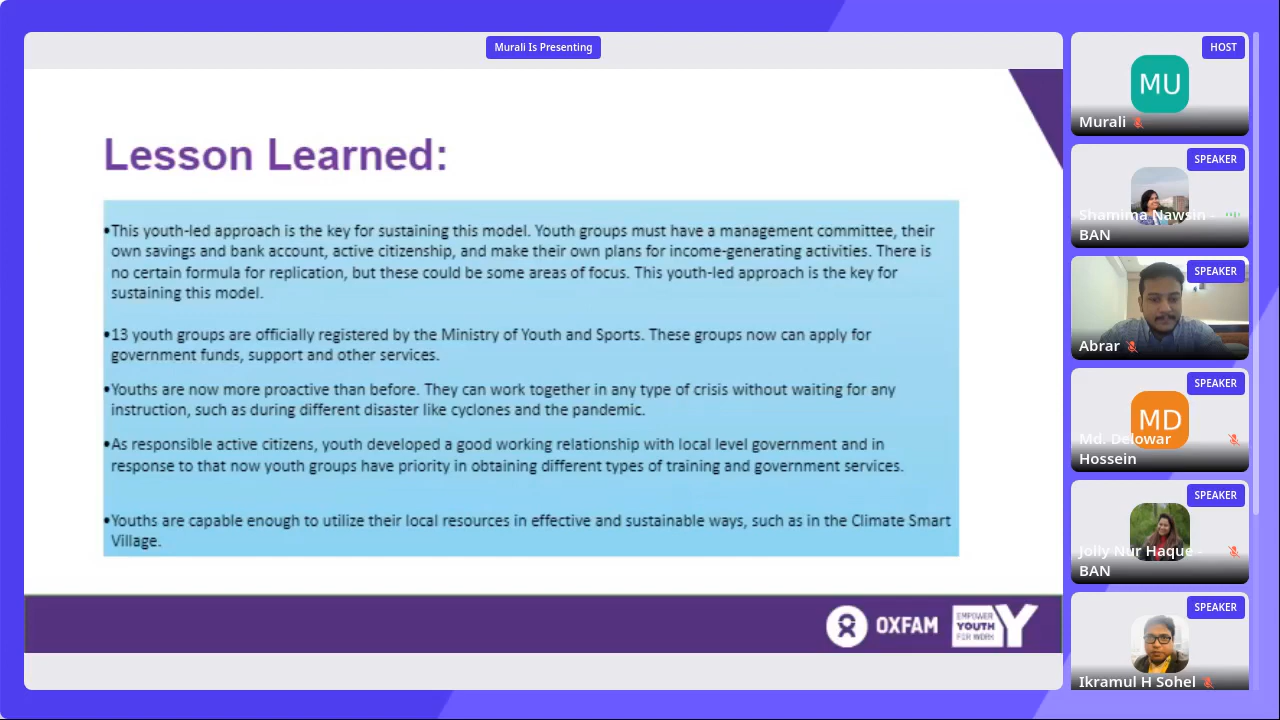 Murali Is Presenting
Lesson Learned:
•This youth-led approach is the key for sustaining this model. Youth groups must have a management committee, their
own savings and bank account, active citizenship, and make their own plans for income-generating activities. There is
no certain formula for replication, but these could be some areas of focus. This youth-led approach is the key for
sustaining this model.
•13 youth groups are officially registered by the Ministry of Youth and Sports. These groups now can apply for
government funds, support and other services.
•Youths are now more proactive than before. They can work together in any type of crisis without waiting for any
instruction, such as during different disaster like cyclones and the pandemic.
•As responsible active citizens, youth developed a good working relationship with local level government and in
response to that now youth groups have priority in obtaining different types of training and government services.
•Youths are capable enough to utilize their local resources in effective and sustainable ways, such as in the Climate Smart
Village.
OXFAM
EMPOWER
YOUTH
FOR WORK
Y
HOST
MU
Murali
SPEAKER
Shamima Nawsin -
BAN
SPEAKER
Abrar
SPEAKER
MD
Md. Delowar
Hossein
SPEAKER
Jolly Nur Haque -
BAN
SPEAKER
Ikramul H Sohel